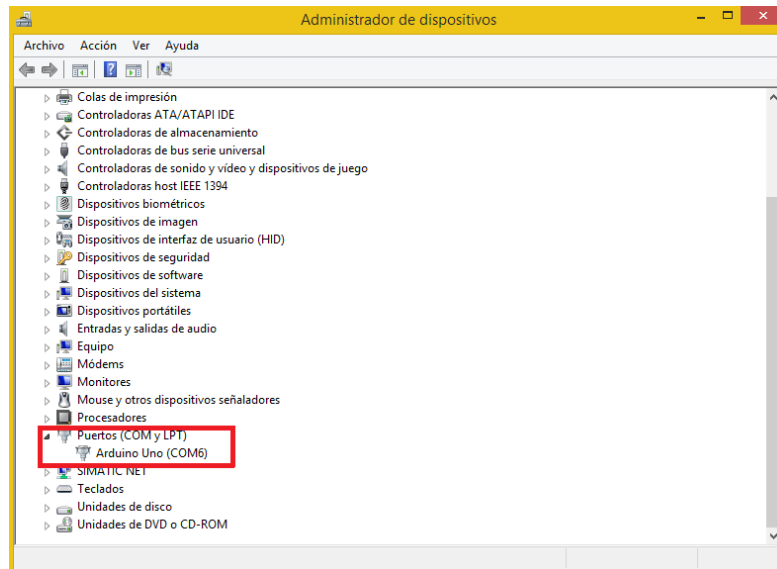 Administrador de dispositivos
Archivo Acción Ver Ayuda
Colas de impresión
Controladoras ATA/ATAPI IDE
Controladoras de almacenamiento
Controladoras de bus serie universal
Controladoras de sonido y vídeo y dispositivos de juego
Controladoras host IEEE 1394
Dispositivos biométricos
Dispositivos de imagen
Dispositivos de interfaz de usuario (HID)
Dispositivos de seguridad
Dispositivos de software
Dispositivos del sistema
Dispositivos portátiles
Entradas y salidas de audio
Equipo
Módems
Monitores
Mouse y otros dispositivos señaladores
Procesadores
Puertos (COM y LPT)
Arduino Uno (COM6)
SIMATIC NET
Teclados
Unidades de disco
Unidades de DVD o CD-ROM